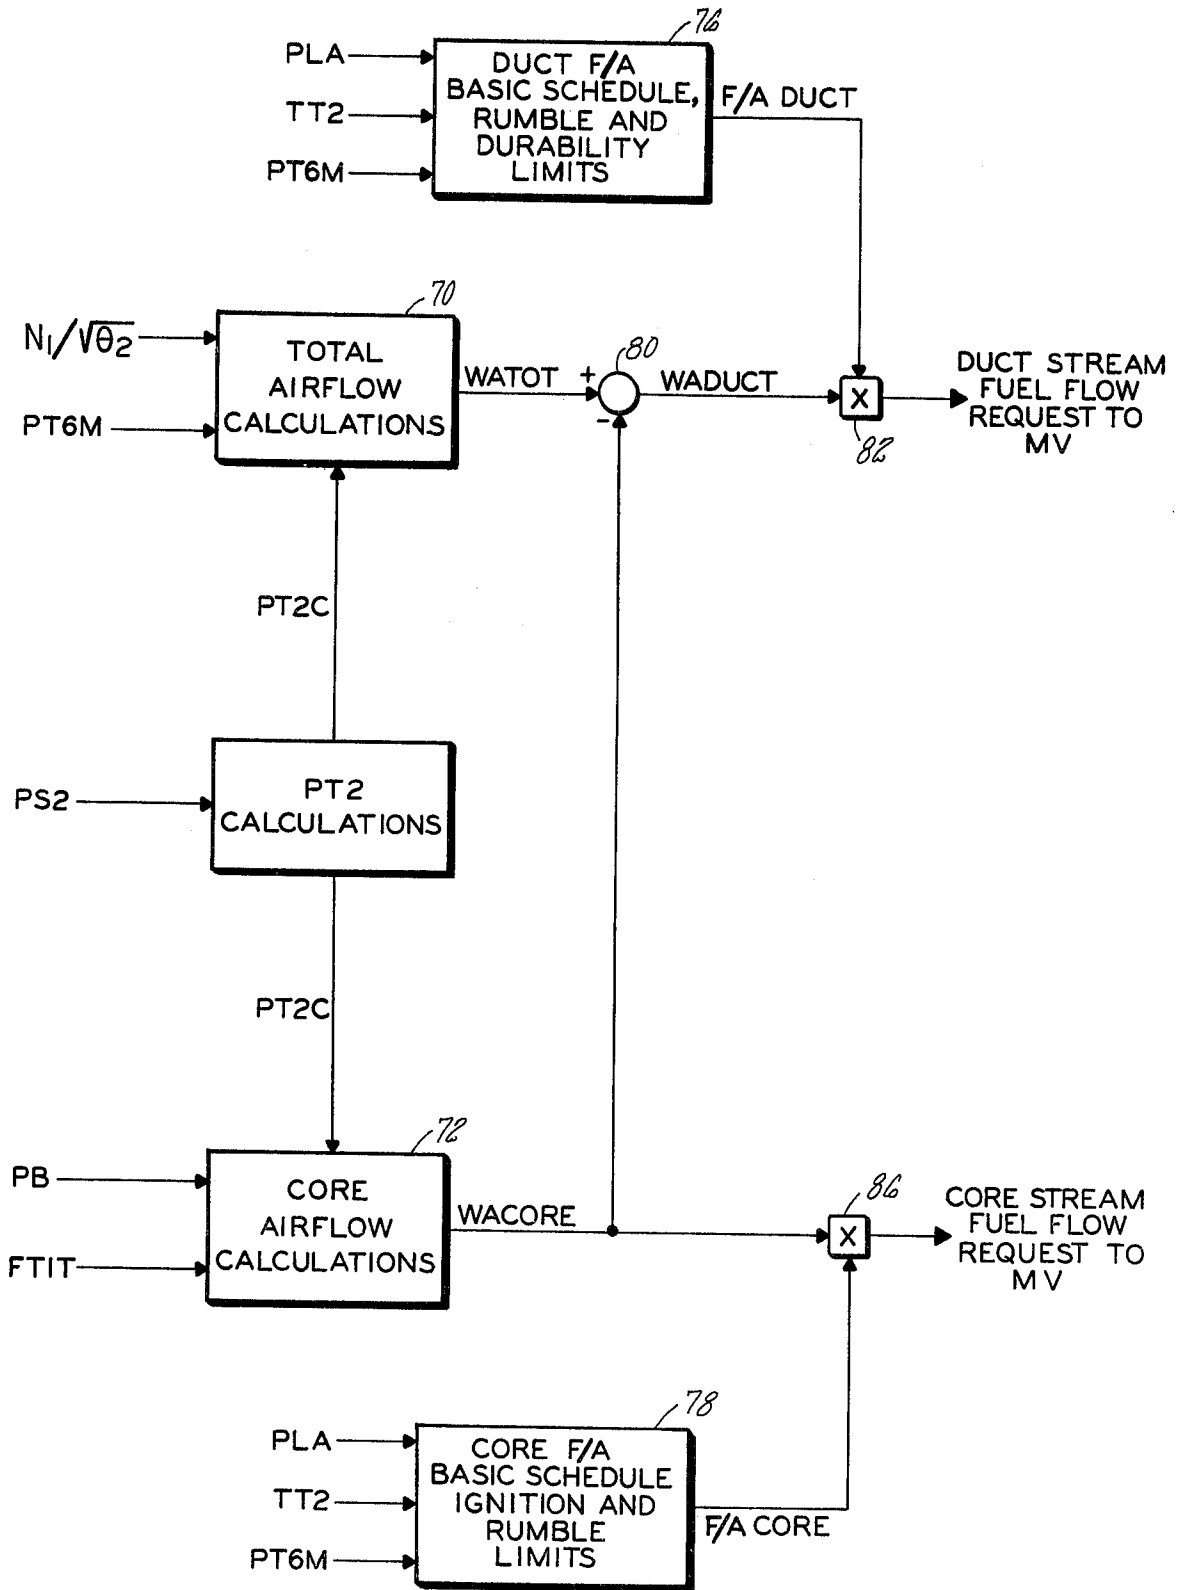 76
PLA
TT2
PT6M
DUCT F/A
BASIC SCHEDULE,
RUMBLE AND
DURABILITY
LIMITS
F/A DUCT
70
N1/√θ2
PT6M
TOTAL
AIRFLOW
CALCULATIONS
WATOT
+
-
80
WADUCT
X
82
DUCT STREAM
FUEL FLOW
REQUEST TO
MV
PT2C
PS2
PT2
CALCULATIONS
PT2C
72
PB
FTIT
CORE
AIRFLOW
CALCULATIONS
WACORE
86
X
CORE STREAM
FUEL FLOW
REQUEST TO
MV
78
PLA
TT2
PT6M
CORE F/A
BASIC SCHEDULE
IGNITION AND
RUMBLE
LIMITS
F/A CORE